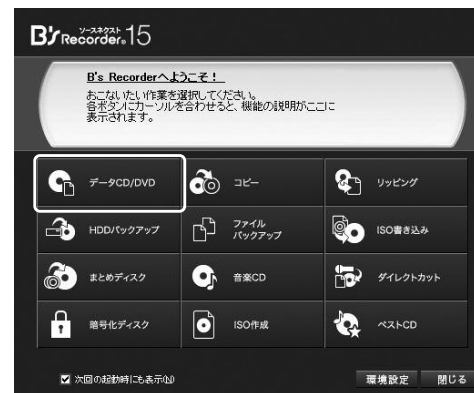 B's Recorder® 15
ソースネクスト
B's Recorderへようこそ!
おこないたい作業を選択してください。
各ボタンにカーソルを合わせると、機能の説明がここに
表示されます。
データCD/DVD
コピー
リッピング
HDDバックアップ
ファイル
バックアップ
ISO書き込み
まとめディスク
音楽CD
ダイレクトカット
暗号化ディスク
ISO作成
ベストCD
次回の起動時にも表示(N)
環境設定
閉じる